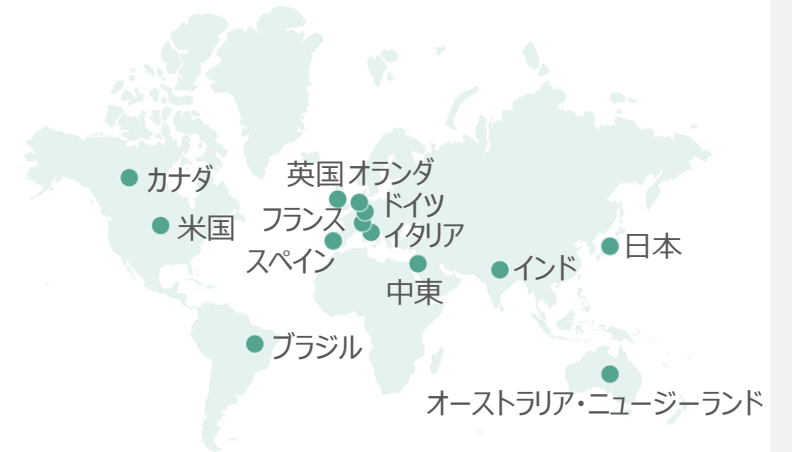 カナダ
英国
オランダ
ドイツ
フランス
米国
イタリア
スペイン
日本
インド
中東
ブラジル
オーストラリア・ニュージーランド